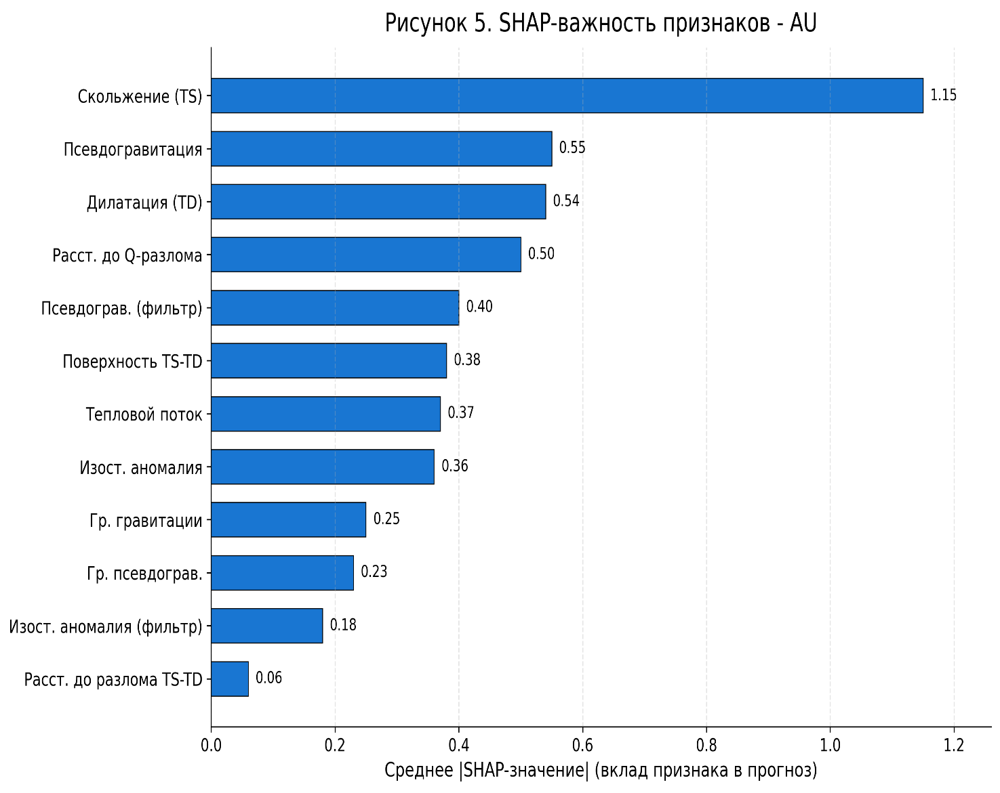 Рисунок 5. SHAP-важность признаков - AU
Скольжение (TS) 1.15
Псевдогравитация 0.55
Дилатация (TD) 0.54
Расст. до Q-разлома 0.50
Псевдограв. (фильтр) 0.40
Поверхность TS-TD 0.38
Тепловой поток 0.37
Изост. аномалия 0.36
Гр. гравитации 0.25
Гр. псевдограв. 0.23
Изост. аномалия (фильтр) 0.18
Расст. до разлома TS-TD 0.06
0.0 0.2 0.4 0.6 0.8 1.0 1.2
Среднее |SHAP-значение| (вклад признака в прогноз)